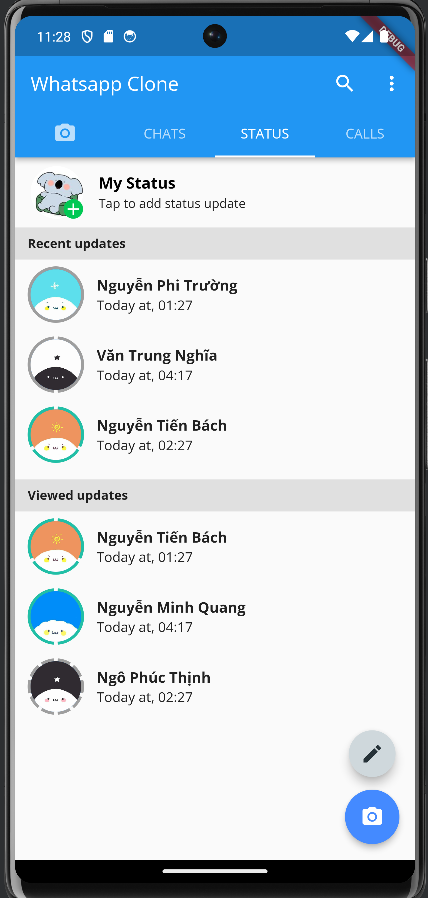 11:28
DEBUG
Whatsapp Clone
CHATS
STATUS
CALLS
My Status
Tap to add status update
Recent updates
Nguyễn Phi Trường
Today at, 01:27
Văn Trung Nghĩa
Today at, 04:17
Nguyễn Tiến Bách
Today at, 02:27
Viewed updates
Nguyễn Tiến Bách
Today at, 01:27
Nguyễn Minh Quang
Today at, 04:17
Ngô Phúc Thịnh
Today at, 02:27